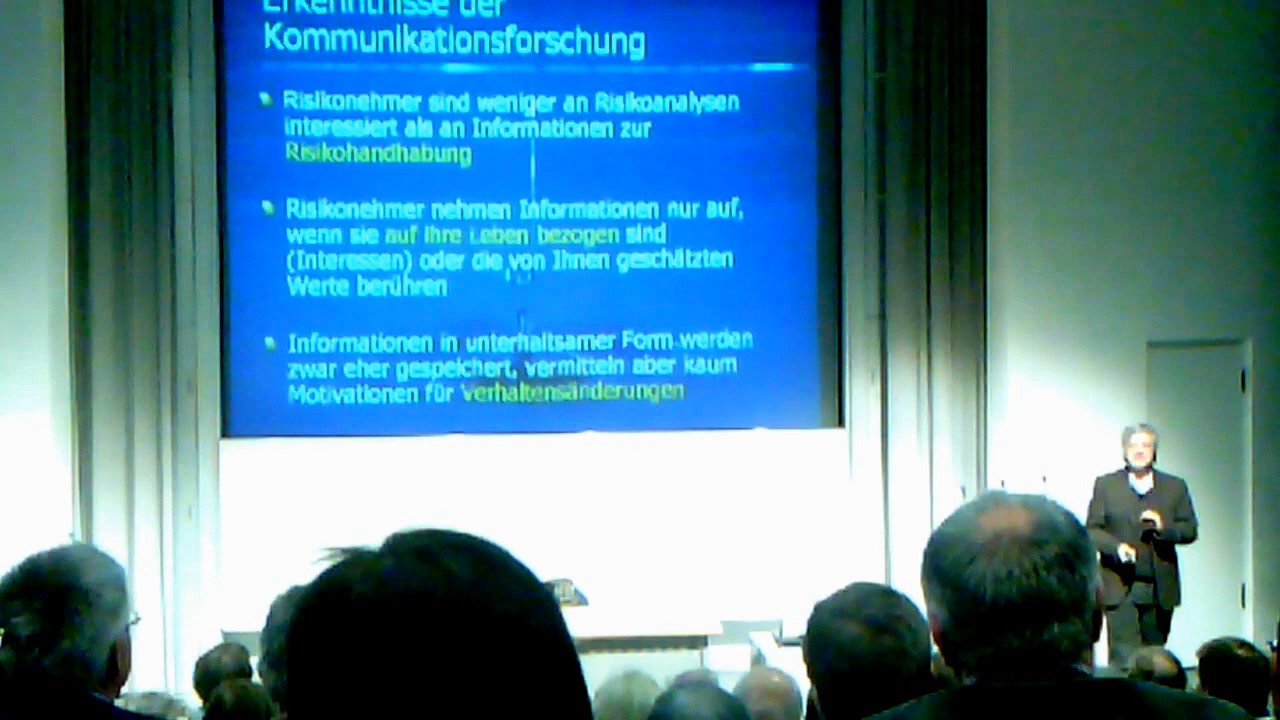 Erkenntnisse der
Kommunikationsforschung
Risikonehmer sind weniger an Risikoanalysen
interessiert als an Informationen zur
Risikohandhabung
Risikonehmer nehmen Informationen nur auf,
wenn sie auf ihre Leben bezogen sind
(Interessen) oder die von Ihnen geschätzten
Werte berühren
Informationen in unterhaltsamer Form werden
zwar eher gespeichert, vermitteln aber kaum
Motivationen für Verhaltensänderungen